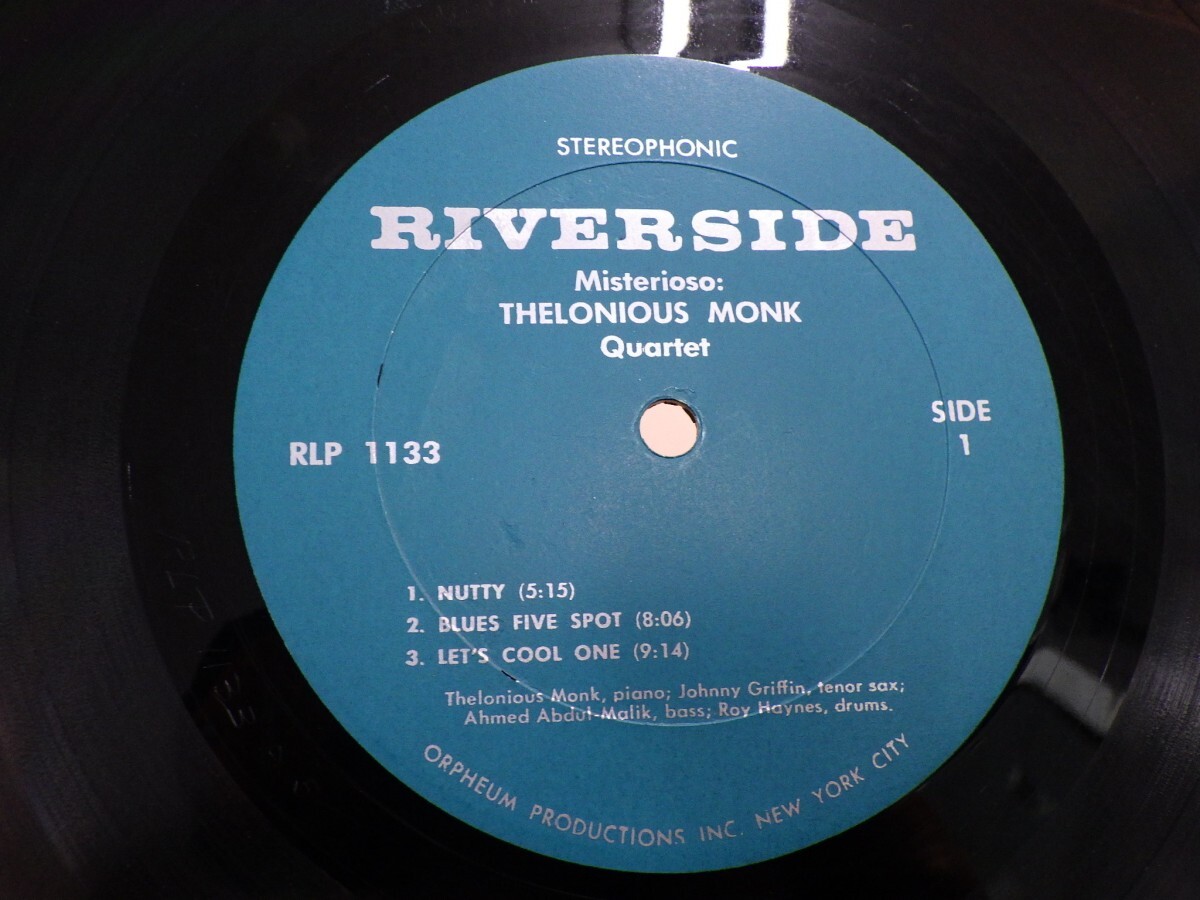 STEREOPHONIC
RIVERSIDE
Misterioso:
THELONIOUS MONK
Quartet
RLP 1133
SIDE
1
1. NUTTY (5:15)
2. BLUES FIVE SPOT (8:06)
3. LET'S COOL ONE (9:14)
Thelonious Monk, piano; Johnny Griffin, tenor sax;
Ahmed Abdul-Malik, bass; Roy Haynes, drums.
ORPHEUM PRODUCTIONS INC. NEW YORK CITY